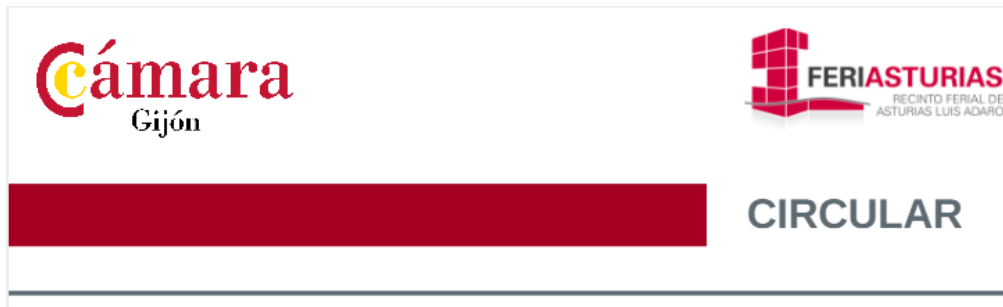 Cámara
Gijón
FERIASTURIAS
RECINTO FERIAL DE
ASTURIAS LUIS ADARO
CIRCULAR